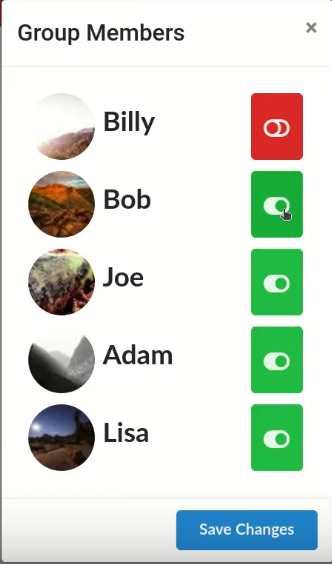 Group Members
×
Billy
Bob
Joe
Adam
Lisa
Save Changes